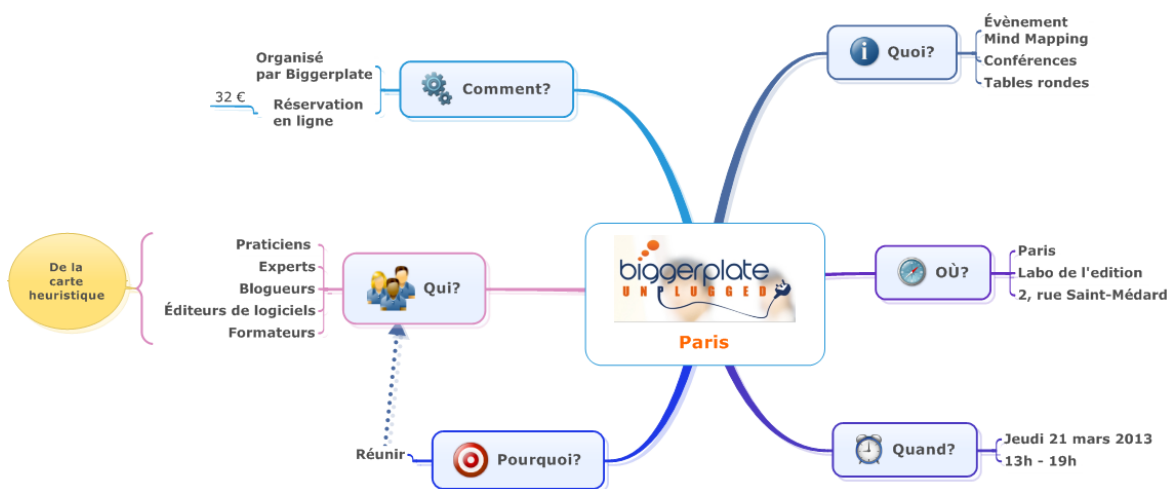 Évènement
Mind Mapping
Quoi?
Conférences
Tables rondes
Organisé
par Biggerplate
Comment?
32 €
Réservation
en ligne
Praticiens
Experts
Blogueurs
Éditeurs de logiciels
Formateurs
Qui?
De la
carte
heuristique
biggerplate
UNPLUGGED
Paris
OÙ?
Paris
Labo de l'edition
2, rue Saint-Médard
Réunir
Pourquoi?
Quand?
Jeudi 21 mars 2013
13h - 19h